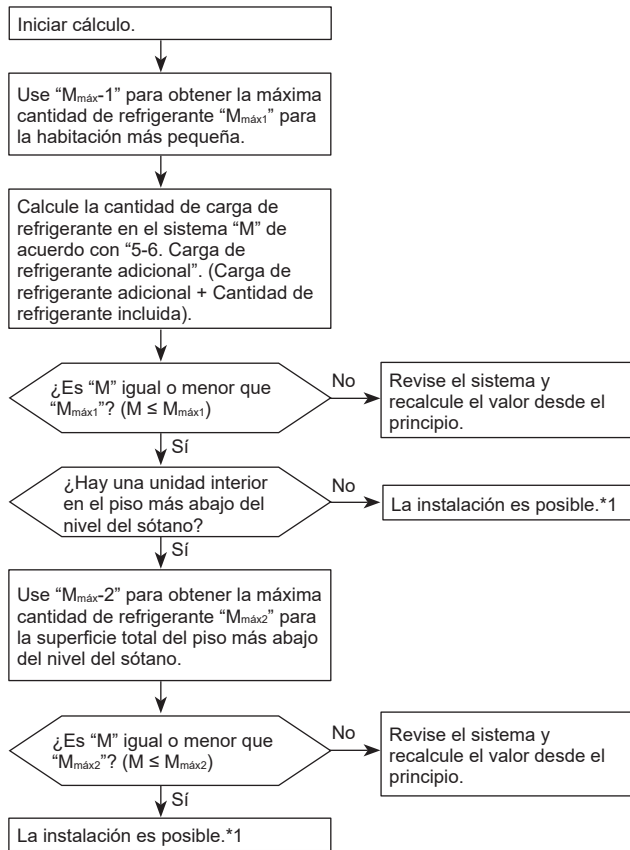 Iniciar cálculo.
Use “Mmáx-1” para obtener la máxima
cantidad de refrigerante “Mmáx1” para
la habitación más pequeña.
Calcule la cantidad de carga de
refrigerante en el sistema “M” de
acuerdo con “5-6. Carga de
refrigerante adicional”. (Carga de
refrigerante adicional + Cantidad de
refrigerante incluida).
¿Es “M” igual o menor que
“Mmáx1”? (M ≤ Mmáx1)
No
Revise el sistema y
recalcule el valor desde el
principio.
Sí
¿Hay una unidad interior
en el piso más abajo del
nivel del sótano?
No
La instalación es posible.*1
Sí
Use “Mmáx-2” para obtener la máxima
cantidad de refrigerante “Mmáx2” para
la superficie total del piso más abajo
del nivel del sótano.
¿Es “M” igual o menor que
“Mmáx2”? (M ≤ Mmáx2)
No
Revise el sistema y
recalcule el valor desde el
principio.
Sí
La instalación es posible.*1